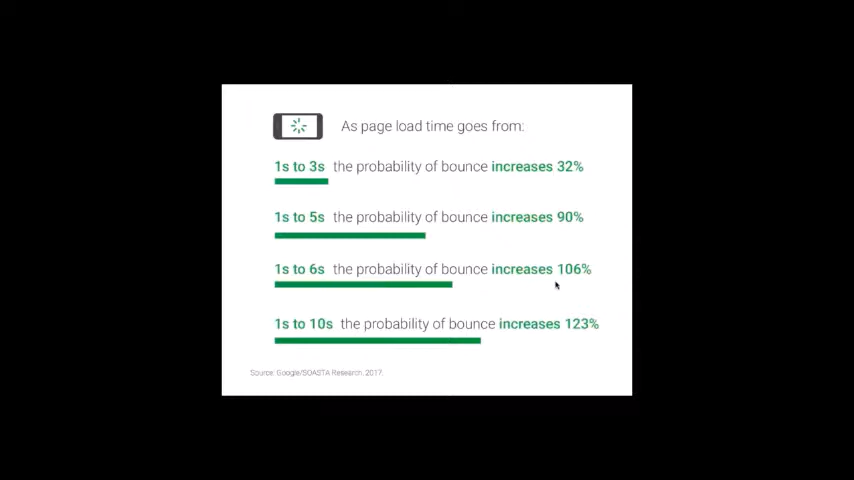 As page load time goes from:
1s to 3s the probability of bounce increases 32%
1s to 5s the probability of bounce increases 90%
1s to 6s the probability of bounce increases 106%
1s to 10s the probability of bounce increases 123%
Source: Google/SOASTA Research, 2017.